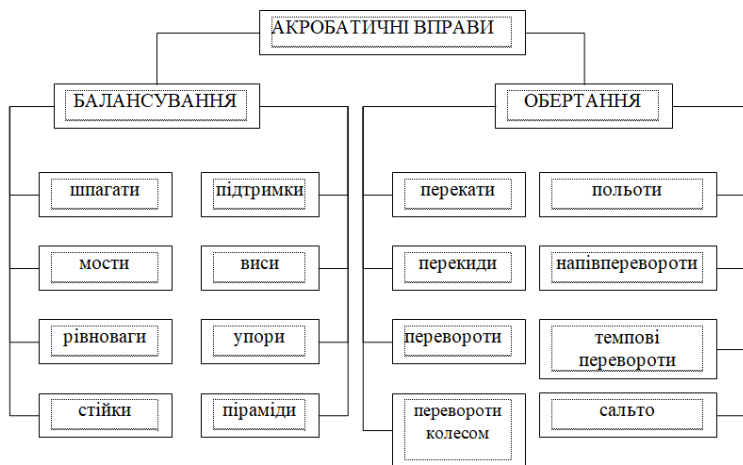 АКРОБАТИЧНІ ВПРАВИ
БАЛАНСУВАННЯ
ОБЕРТАННЯ
шпагати
підтримки
перекати
польоти
мости
виси
перекиди
напівперевороти
рівноваги
упори
перевороти
темпові
перевороти
стійки
піраміди
перевороти
колесом
сальто